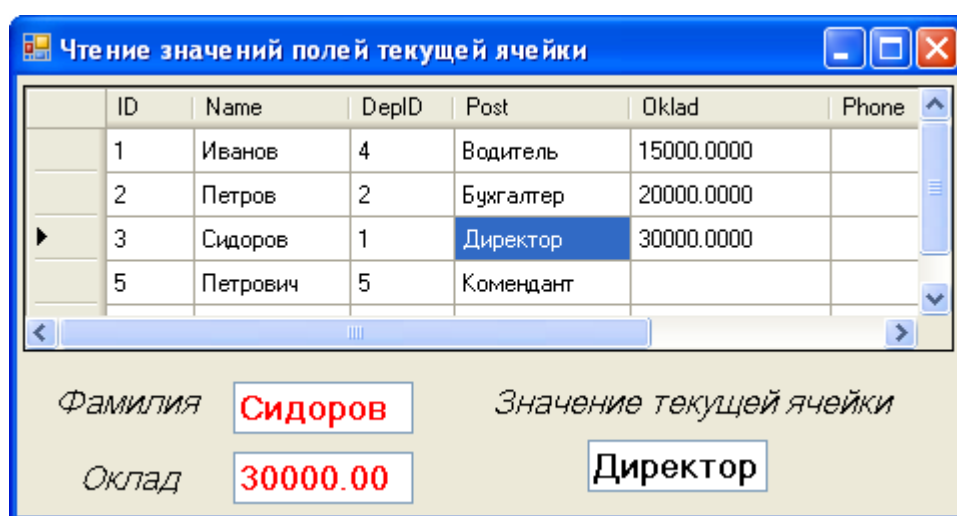 Чтение значений полей текущей ячейки
ID Name DepID Post Oklad Phone
1 Иванов 4 Водитель 15000.0000
2 Петров 2 Бухгалтер 20000.0000
3 Сидоров 1 Директор 30000.0000
5 Петрович 5 Комендант
Фамилия Сидоров Значение текущей ячейки
Оклад 30000.00 Директор